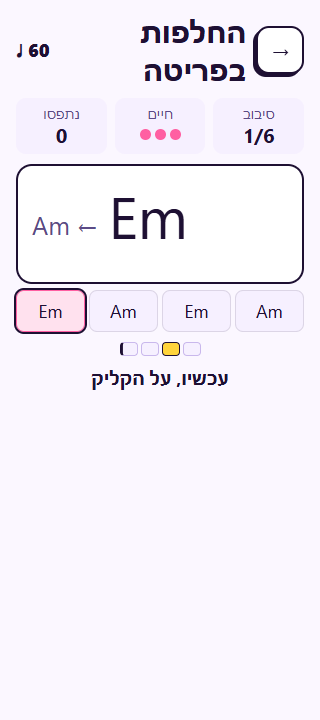 →
החלפות
בפריטה
♩ 60
סיבוב
1/6
חיים
נתפסו
0
Em
← Am
Em
Am
Em
Am
עכשיו, על הקליק